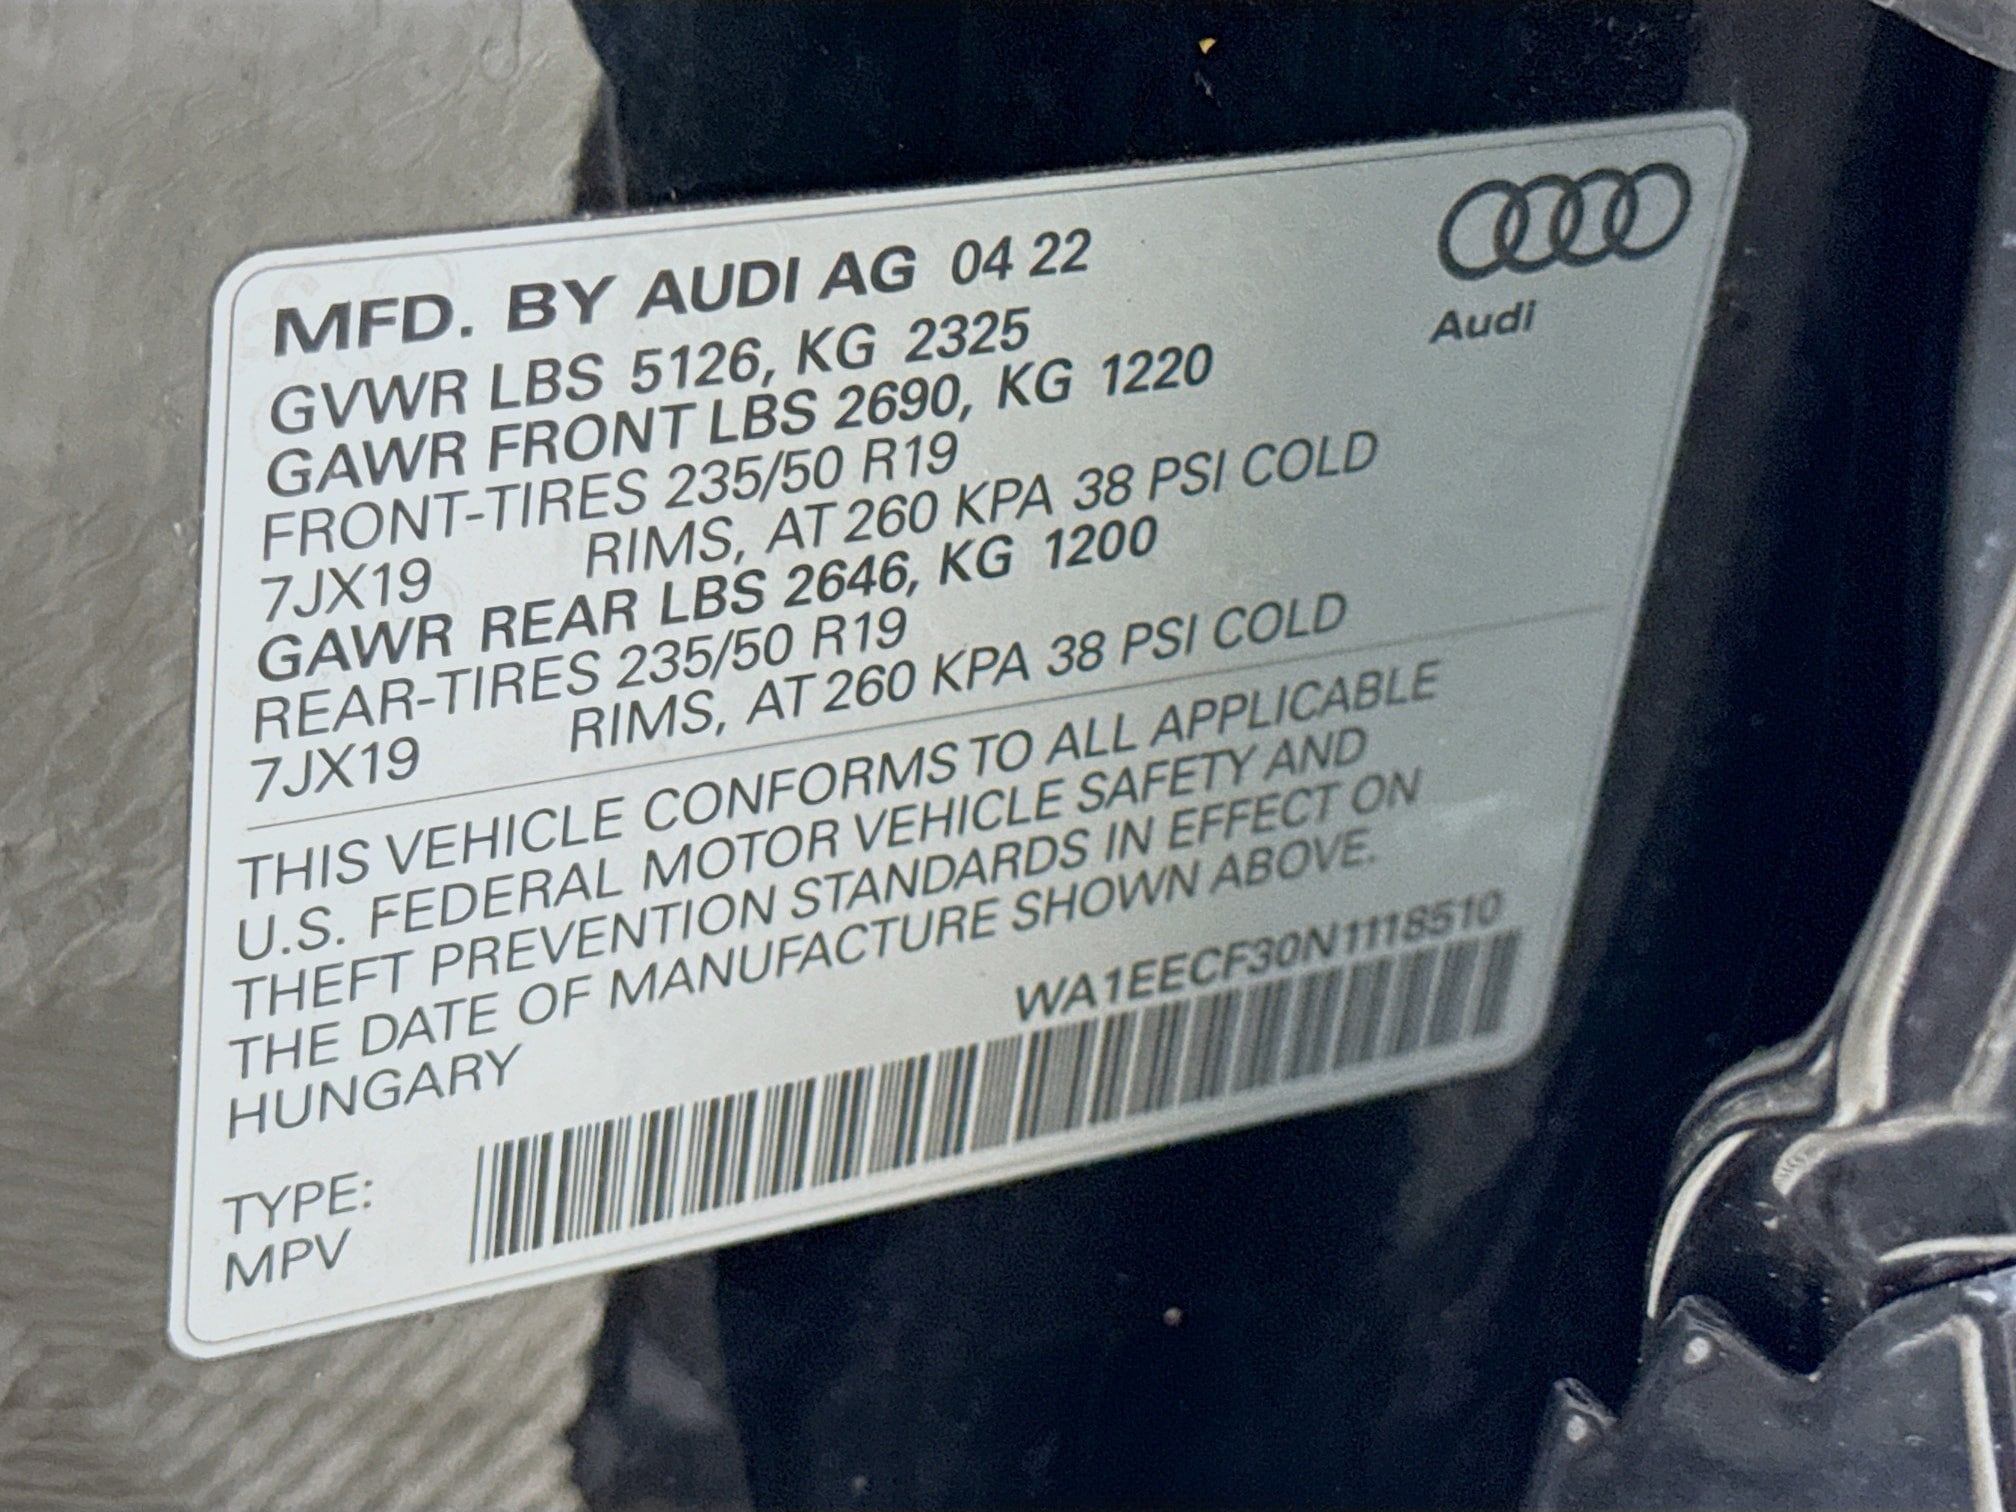 MFD. BY AUDI AG 04 22
Audi
GVWR LBS 5126, KG 2325
GAWR FRONT LBS 2690, KG 1220
FRONT-TIRES 235/50 R19
7JX19 RIMS, AT 260 KPA 38 PSI COLD
GAWR REAR LBS 2646, KG 1200
REAR-TIRES 235/50 R19
7JX19 RIMS, AT 260 KPA 38 PSI COLD
THIS VEHICLE CONFORMS TO ALL APPLICABLE
U.S. FEDERAL MOTOR VEHICLE SAFETY AND
THEFT PREVENTION STANDARDS IN EFFECT ON
THE DATE OF MANUFACTURE SHOWN ABOVE.
HUNGARY
WA1EECF30N1118510
TYPE:
MPV